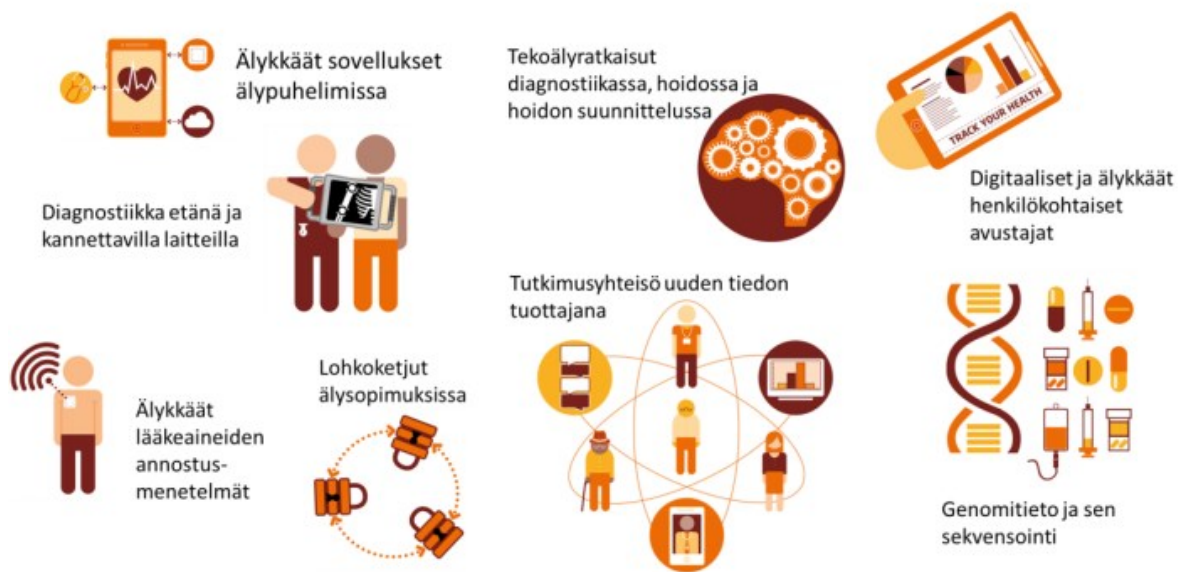 Älykkäät sovellukset
älypuhelimissa
Tekoälyratkaisut
diagnostiikassa, hoidossa ja
hoidon suunnittelussa
TRACK YOUR HEALTH
Diagnostiikka etänä ja
kannettavilla laitteilla
Digitaaliset ja älykkäät
henkilökohtaiset
avustajat
Tutkimusyhteisö uuden tiedon
tuottajana
Älykkäät
lääkeaineiden
annostus-
menetelmät
Lohkoketjut
älysopimuksissa
Genomitieto ja sen
sekvensointi